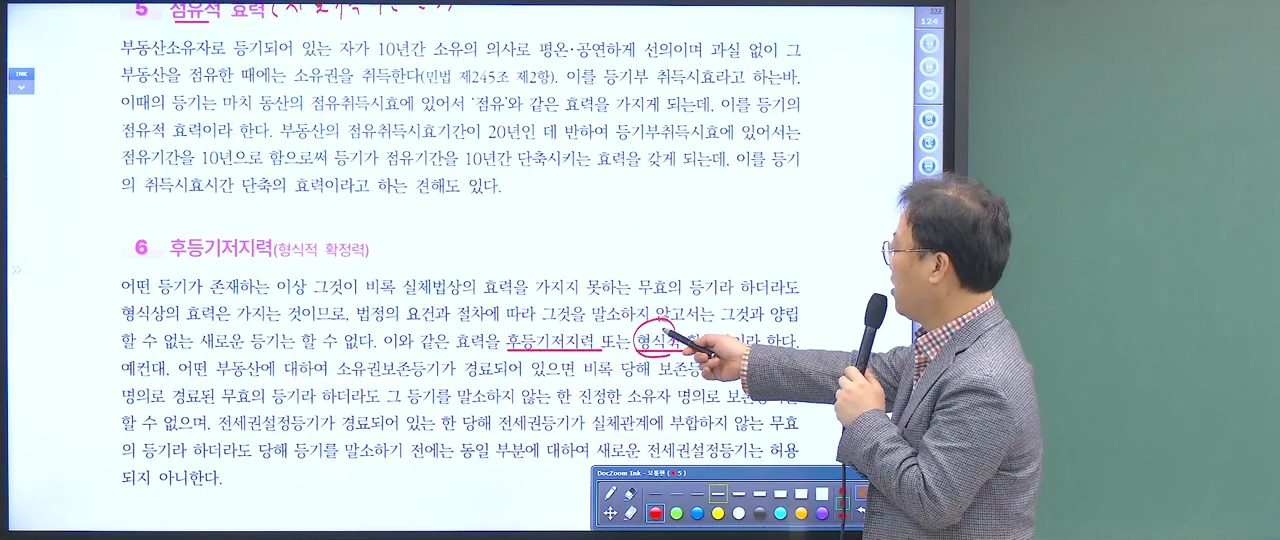 5 점유적 효력
322
124
INK
부동산소유자로 등기되어 있는 자가 10년간 소유의 의사로 평온·공연하게 선의이며 과실 없이 그
부동산을 점유한 때에는 소유권을 취득한다(민법 제245조 제2항). 이를 등기부 취득시효라고 하는바,
이때의 등기는 마치 동산의 점유취득시효에 있어서 '점유'와 같은 효력을 가지게 되는데, 이를 등기의
점유적 효력이라 한다. 부동산의 점유취득시효기간이 20년인 데 반하여 등기부취득시효에 있어서는
점유기간을 10년으로 함으로써 등기가 점유기간을 10년간 단축시키는 효력을 갖게 되는데, 이를 등기
의 취득시효시간 단축의 효력이라고 하는 견해도 있다.
6 후등기저지력(형식적 확정력)
어떤 등기가 존재하는 이상 그것이 비록 실체법상의 효력을 가지지 못하는 무효의 등기라 하더라도
형식상의 효력은 가지는 것이므로, 법정의 요건과 절차에 따라 그것을 말소하지 않고서는 그것과 양립
할 수 없는 새로운 등기는 할 수 없다. 이와 같은 효력을 후등기저지력 또는 형식적 이라 한다.
예컨대, 어떤 부동산에 대하여 소유권보존등기가 경료되어 있으면 비록 당해 보존등
명의로 경료된 무효의 등기라 하더라도 그 등기를 말소하지 않는 한 진정한 소유자 명의로
할 수 없으며, 전세권설정등기가 경료되어 있는 한 당해 전세권등기가 실체관계에 부합하지 않는 무효
의 등기라 하더라도 당해 등기를 말소하기 전에는 동일 부분에 대하여 새로운 전세권설정등기는 허용
되지 아니한다.
DocZoom Ink - 보통펜 ( 5 )